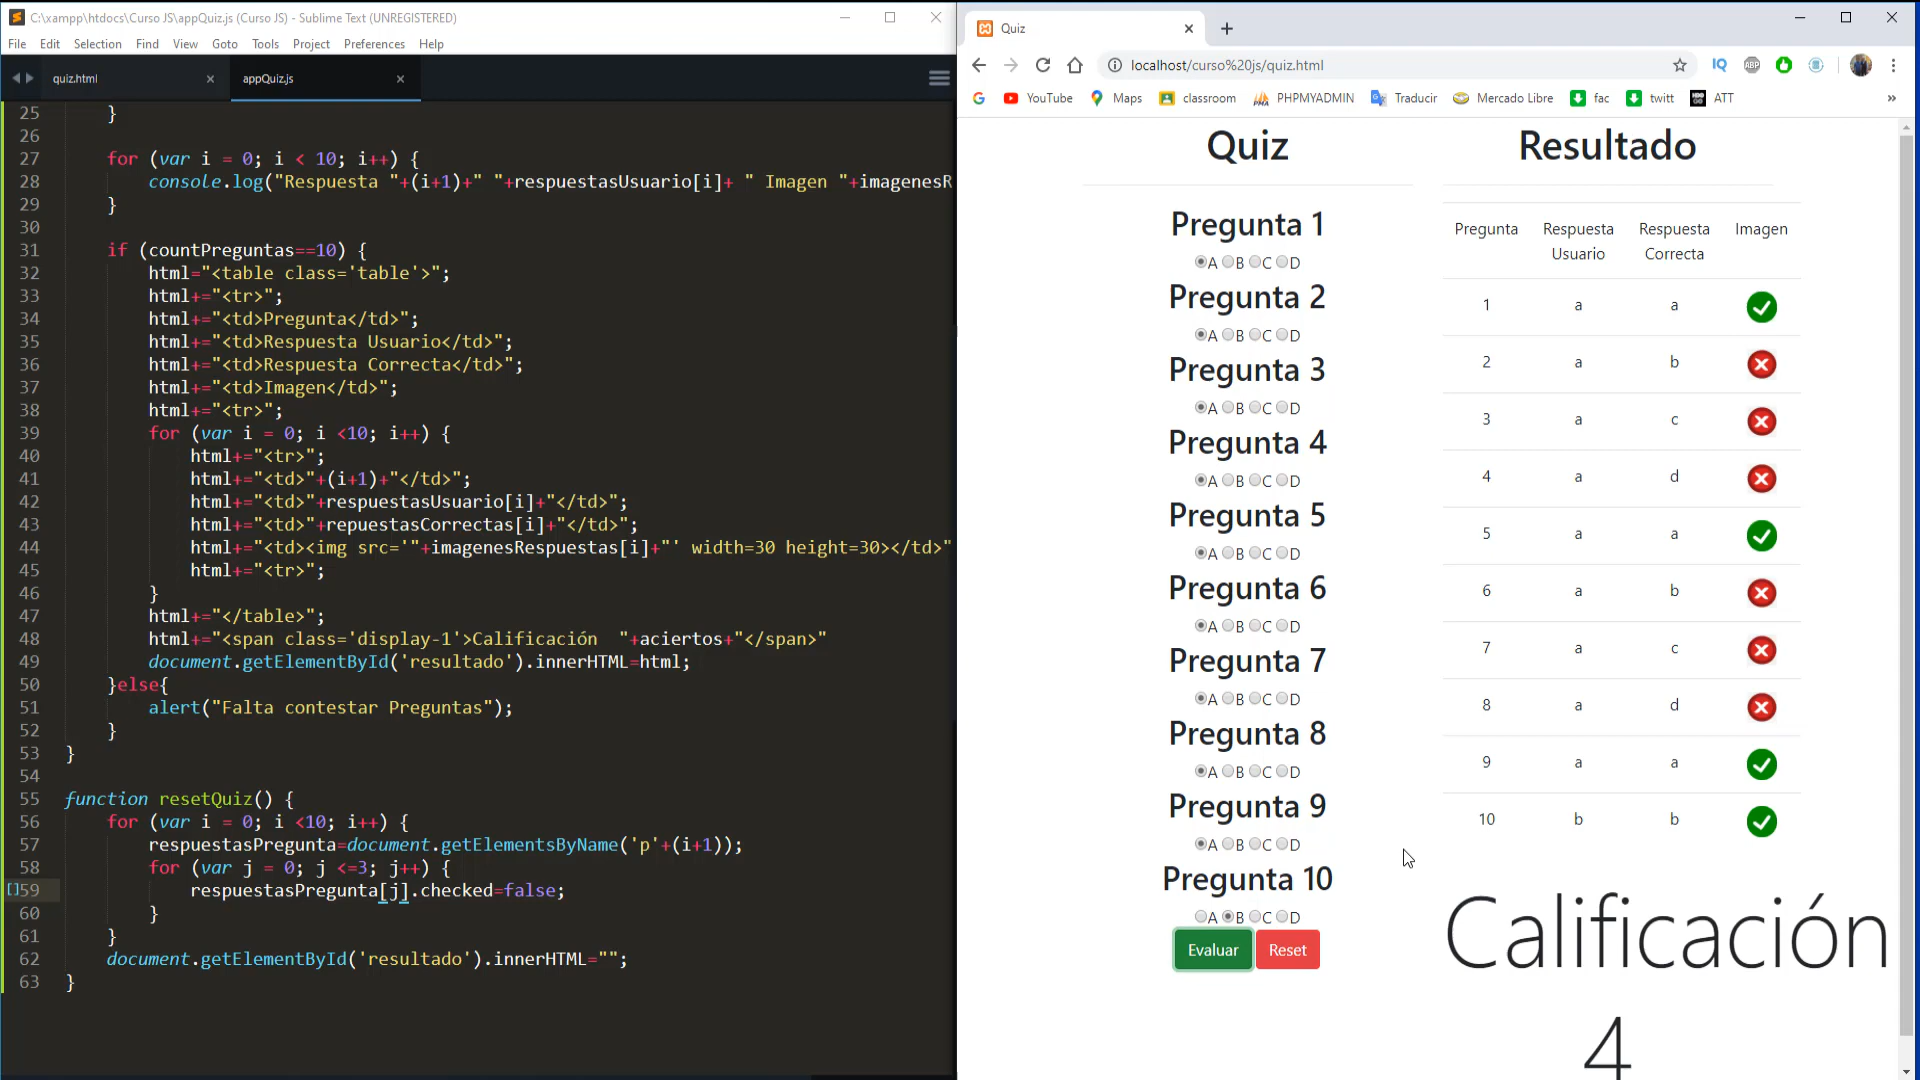 C:\xampp\htdocs\Curso JS\appQuiz.js (Curso JS) - Sublime Text (UNREGISTERED)
File Edit Selection Find View Goto Tools Project Preferences Help
quiz.html appQuiz.js
25 }
26
27 for (var i = 0; i < 10; i++) {
28 console.log("Respuesta "+(i+1)+" "+respuestasUsuario[i]+ " Imagen "+imagenesR
29 }
30
31 if (countPreguntas==10) {
32 html="<table class='table'>";
33 html+="<tr>";
34 html+="<td>Pregunta</td>";
35 html+="<td>Respuesta Usuario</td>";
36 html+="<td>Respuesta Correcta</td>";
37 html+="<td>Imagen</td>";
38 html+="<tr>";
39 for (var i = 0; i <10; i++) {
40 html+="<tr>";
41 html+="<td>"+(i+1)+"</td>";
42 html+="<td>"+respuestasUsuario[i]+"</td>";
43 html+="<td>"+repuestasCorrectas[i]+"</td>";
44 html+="<td><img src='"+imagenesRespuestas[i]+"' width=30 height=30></td>"
45 html+="<tr>";
46 }
47 html+="</table>";
48 html+="<span class='display-1'>Calificación  "+aciertos+"</span>"
49 document.getElementById('resultado').innerHTML=html;
50 }else{
51 alert("Falta contestar Preguntas");
52 }
53 }
54
55 function resetQuiz() {
56 for (var i = 0; i <10; i++) {
57 respuestasPregunta=document.getElementsByName('p'+(i+1));
58 for (var j = 0; j <=3; j++) {
59 respuestasPregunta[j].checked=false;
60 }
61 }
62 document.getElementById('resultado').innerHTML="";
63 }
Quiz
localhost/curso%20js/quiz.html IQ ABP
YouTube Maps classroom PHPMYADMIN Traducir Mercado Libre fac twitt ATT »
Quiz
Pregunta 1
A B C D
Pregunta 2
A B C D
Pregunta 3
A B C D
Pregunta 4
A B C D
Pregunta 5
A B C D
Pregunta 6
A B C D
Pregunta 7
A B C D
Pregunta 8
A B C D
Pregunta 9
A B C D
Pregunta 10
A B C D
Evaluar Reset
Resultado
Pregunta Respuesta Usuario Respuesta Correcta Imagen
1 a a
2 a b
3 a c
4 a d
5 a a
6 a b
7 a c
8 a d
9 a a
10 b b
Calificación
4